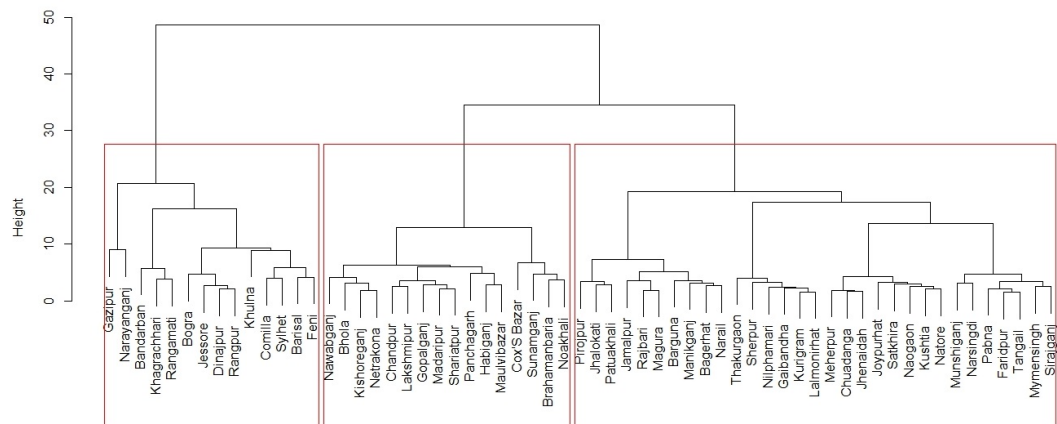 50
40
30
20
10
0
Height
Gazipur
Narayanganj
Bandarban
Khagrachhari
Rangamati
Bogra
Jessore
Dinajpur
Rangpur
Khulna
Comilla
Sylhet
Barisal
Feni
Nawabganj
Bhola
Kishoreganj
Netrakona
Chandpur
Lakshmipur
Gopalganj
Madaripur
Shariatpur
Panchagarh
Habiganj
Maulvibazar
Cox'S Bazar
Sunamganj
Brahamanbaria
Noakhali
Pirojpur
Jhalokati
Patuakhali
Jamalpur
Rajbari
Magura
Barguna
Manikganj
Bagerhat
Narail
Thakurgaon
Sherpur
Nilphamari
Gaibandha
Kurigram
Lalmonirhat
Meherpur
Chuadanga
Jhenaidah
Joypurhat
Satkhira
Naogaon
Kushtia
Natore
Munshiganj
Narsingdi
Pabna
Faridpur
Tangail
Mymensingh
Sirajganj